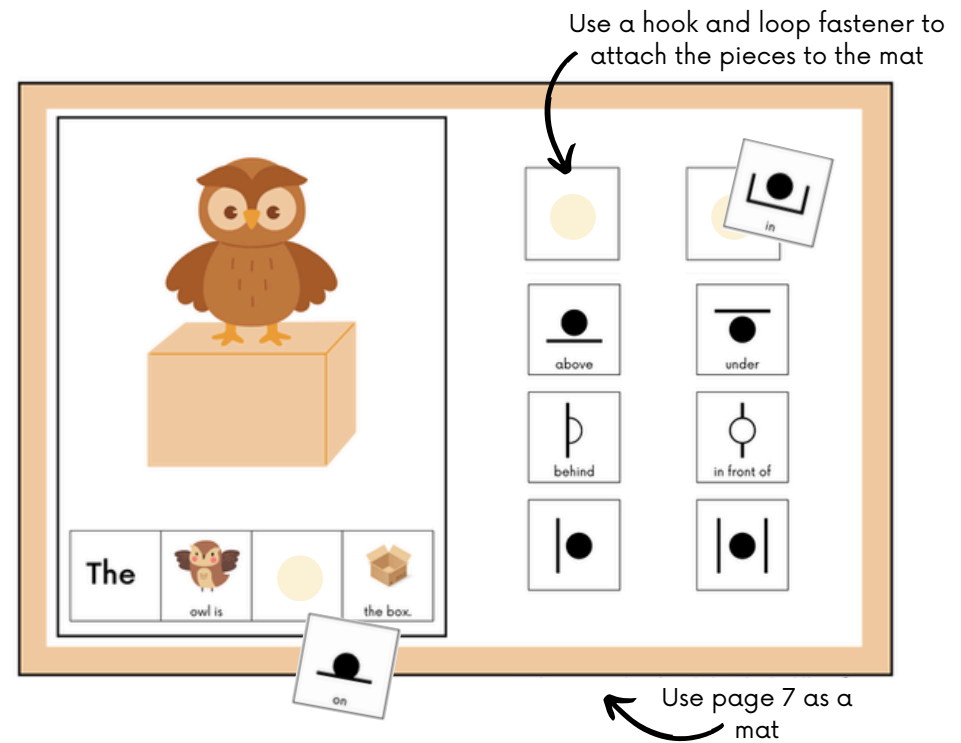 Use a hook and loop fastener to
attach the pieces to the mat
in
above
under
behind
in front of
The
owl is
the box.
on
Use page 7 as a
mat